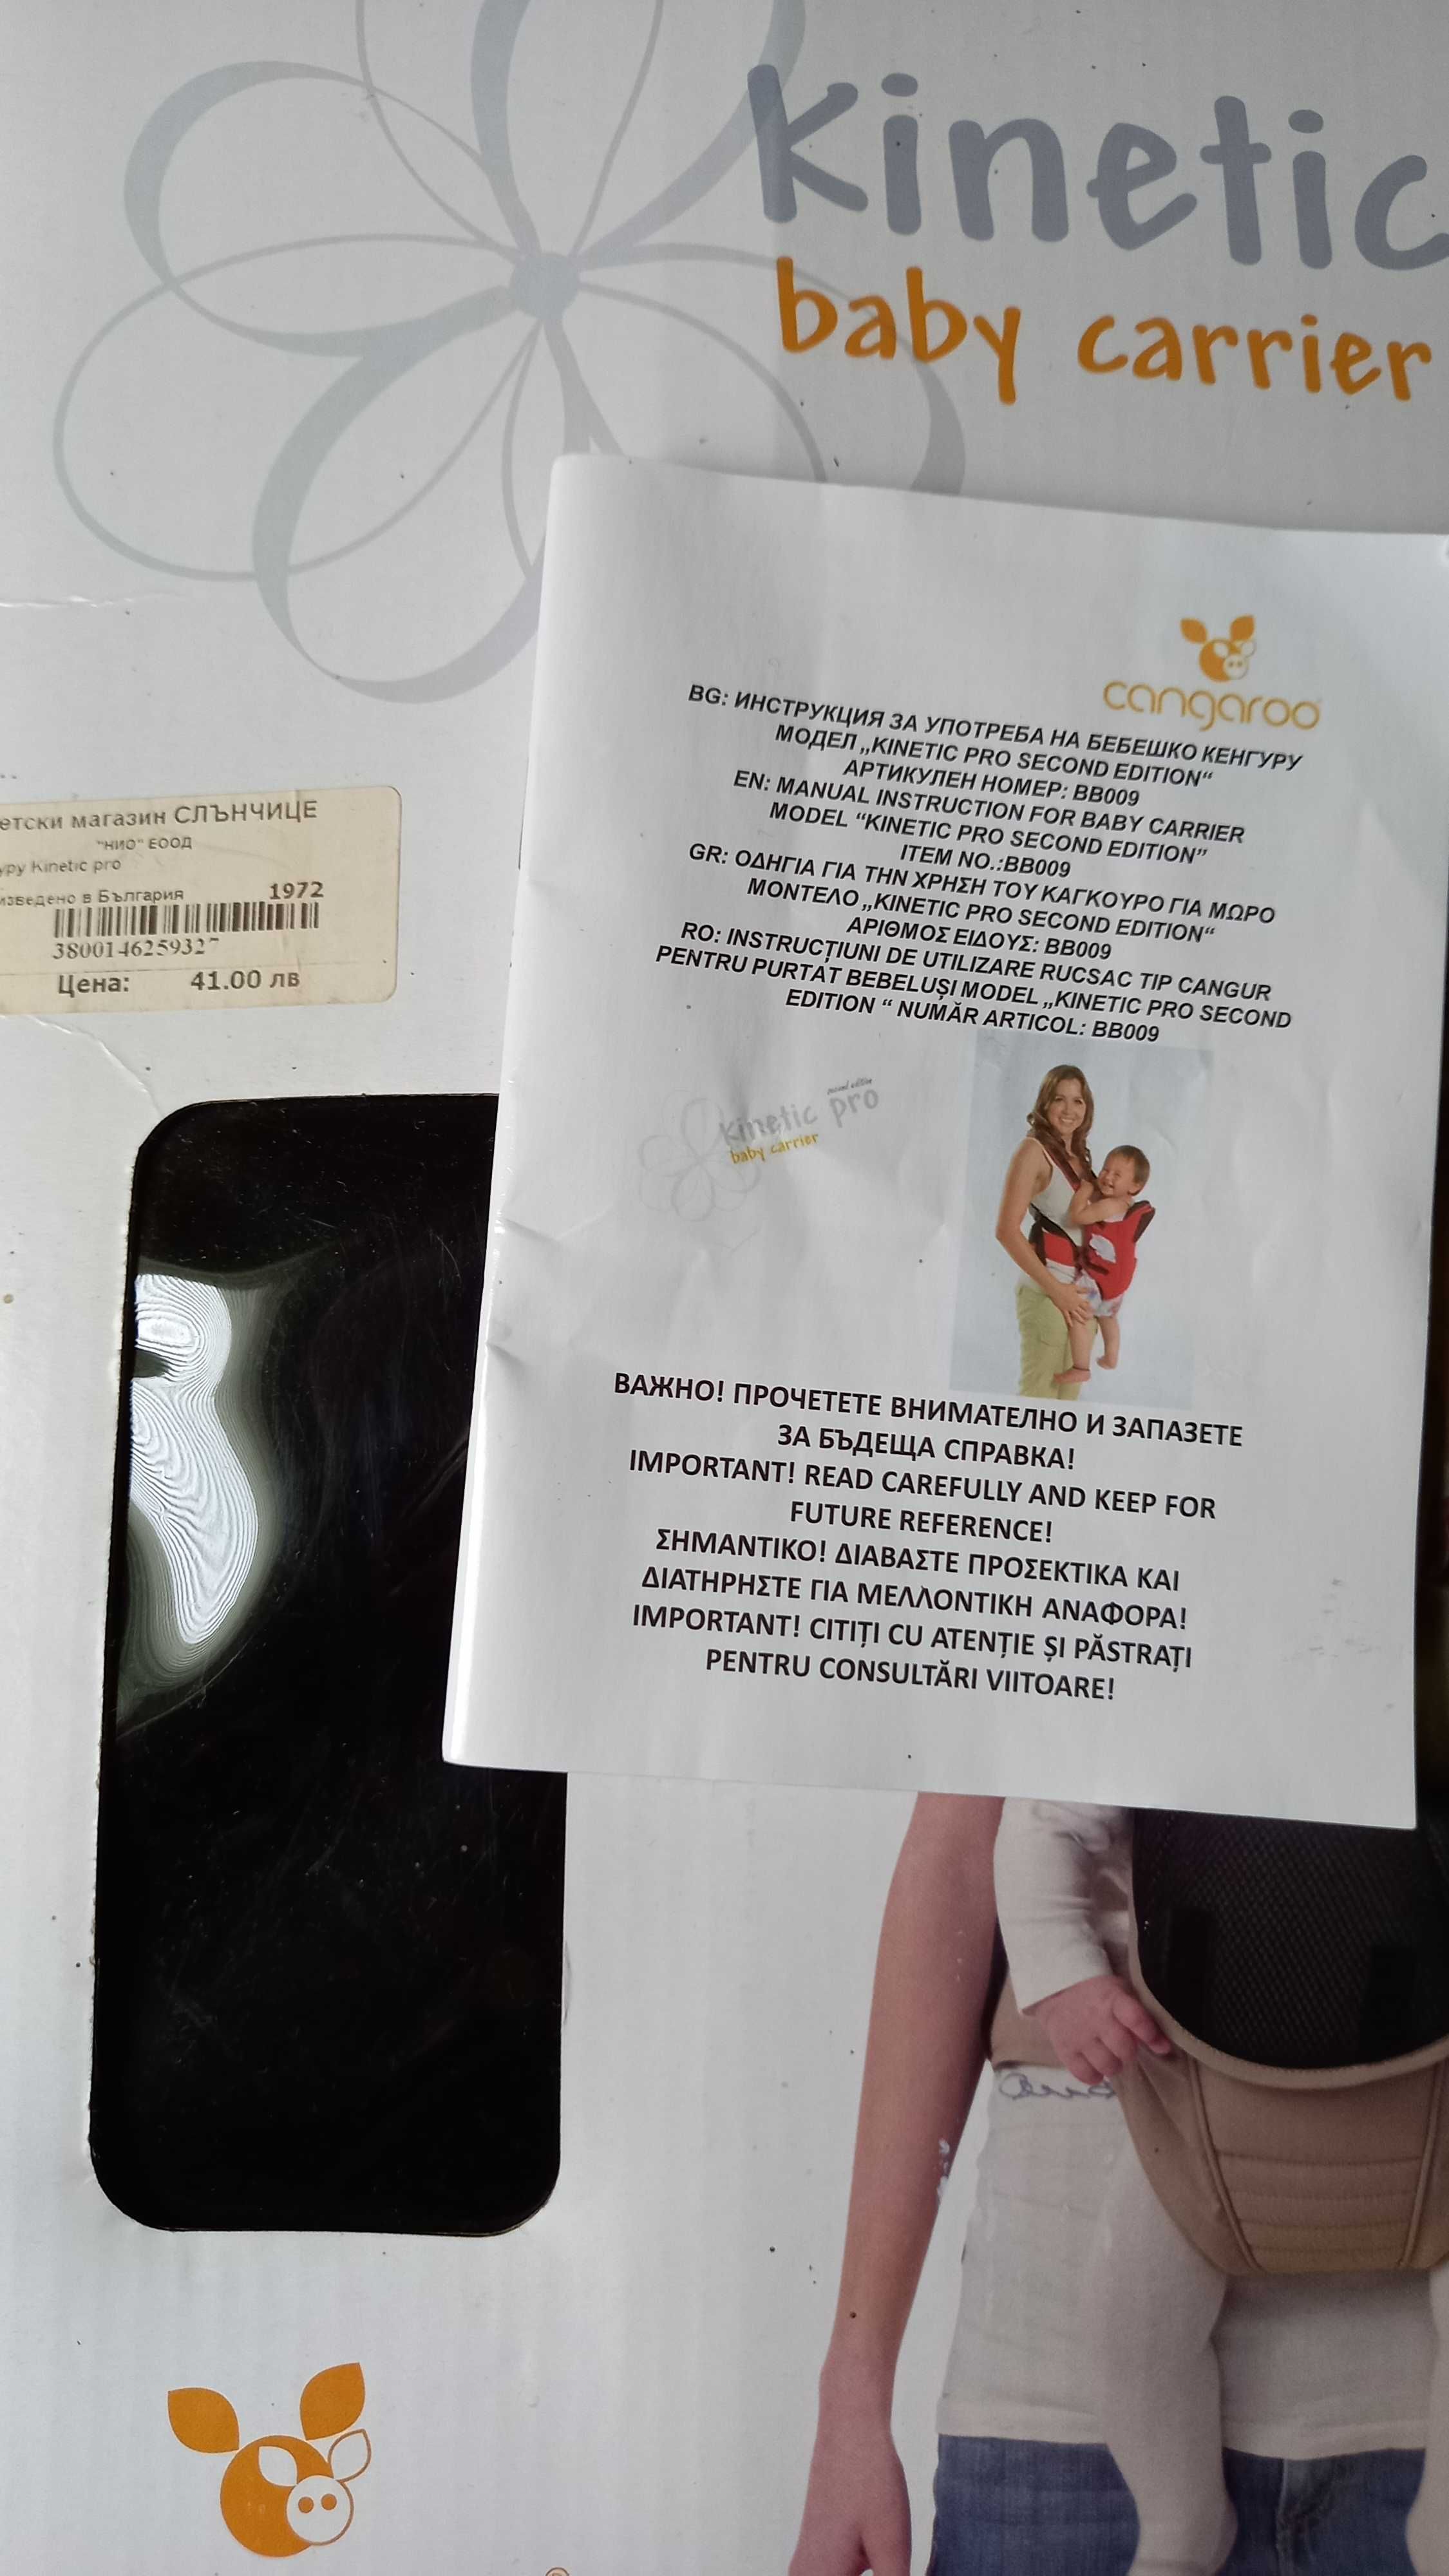 kinetic
baby carrier
cangaroo
BG: ИНСТРУКЦИЯ ЗА УПОТРЕБА НА БЕБЕШКО КЕНГУРУ
МОДЕЛ „KINETIC PRO SECOND EDITION“
АРТИКУЛЕН НОМЕР: BB009
EN: MANUAL INSTRUCTION FOR BABY CARRIER
MODEL “KINETIC PRO SECOND EDITION”
ITEM NO.:BB009
GR: ΟΔΗΓΙΑ ΓΙΑ ΤΗΝ ΧΡΗΣΗ ΤΟΥ ΚΑΓΚΟΥΡΟ ΓΙΑ ΜΩΡΟ
ΜΟΝΤΕΛΟ „KINETIC PRO SECOND EDITION“
ΑΡΙΘΜΟΣ ΕΙΔΟΥΣ: BB009
RO: INSTRUCȚIUNI DE UTILIZARE RUCSAC TIP CANGUR
PENTRU PURTAT BEBELUȘI MODEL „KINETIC PRO SECOND
EDITION “ NUMĂR ARTICOL: BB009
second edition
kinetic pro
baby carrier
ВАЖНО! ПРОЧЕТЕТЕ ВНИМАТЕЛНО И ЗАПАЗЕТЕ
ЗА БЪДЕЩА СПРАВКА!
IMPORTANT! READ CAREFULLY AND KEEP FOR
FUTURE REFERENCE!
ΣΗΜΑΝΤΙΚΟ! ΔΙΑΒΑΣΤΕ ΠΡΟΣΕΚΤΙΚΑ ΚΑΙ
ΔΙΑΤΗΡΗΣΤΕ ΓΙΑ ΜΕΛΛΟΝΤΙΚΗ ΑΝΑΦΟΡΑ!
IMPORTANT! CITIȚI CU ATENȚIE ȘI PĂSTRAȚI
PENTRU CONSULTĂRI VIITOARE!
етски магазин СЛЪНЧИЦЕ
"НИО" ЕООД
уру Kinetic pro
изведено в България 1972
3800146259327
Цена: 41.00 лв